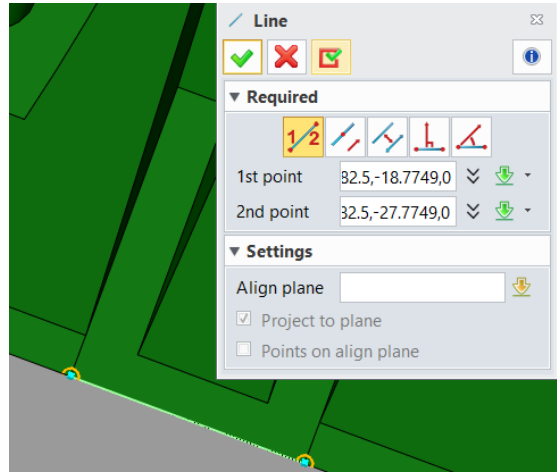 Line
Required
1/2
1st point 82.5,-18.7749,0
2nd point 32.5,-27.7749,0
Settings
Align plane
Project to plane
Points on align plane